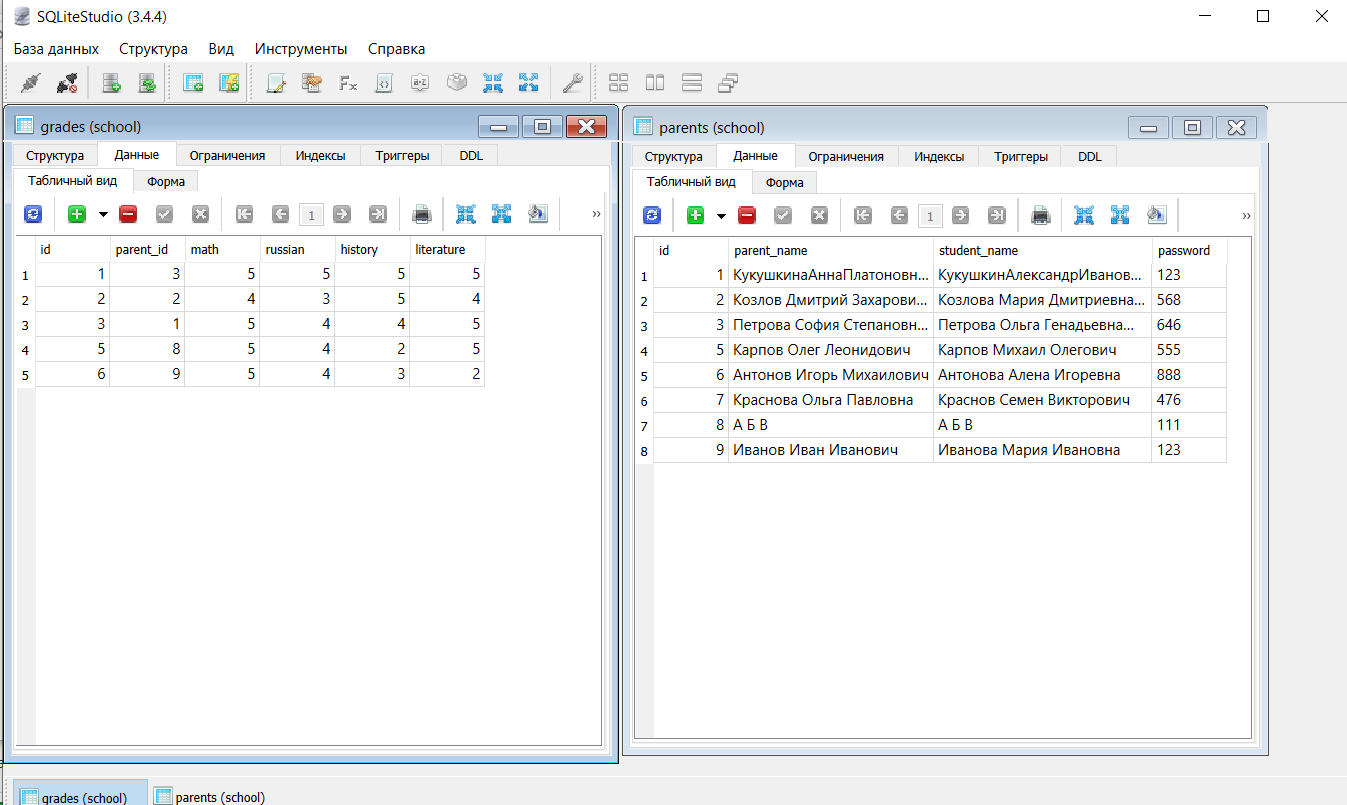 SQLiteStudio (3.4.4)
База данных Структура Вид Инструменты Справка
grades (school)
Структура Данные Ограничения Индексы Триггеры DDL
Табличный вид Форма
1 »
id parent_id math russian history literature
1 1 3 5 5 5 5
2 2 2 4 3 5 4
3 3 1 5 4 4 5
4 5 8 5 4 2 5
5 6 9 5 4 3 2
parents (school)
Структура Данные Ограничения Индексы Триггеры DDL
Табличный вид Форма
1 »
id parent_name student_name password
1 1 КукушкинаАннаПлатоновн... КукушкинАлександрИванов... 123
2 2 Козлов Дмитрий Захарови... Козлова Мария Дмитриевна... 568
3 3 Петрова София Степановн... Петрова Ольга Генадьевна... 646
4 5 Карпов Олег Леонидович Карпов Михаил Олегович 555
5 6 Антонов Игорь Михаилович Антонова Алена Игоревна 888
6 7 Краснова Ольга Павловна Краснов Семен Викторович 476
7 8 А Б В А Б В 111
8 9 Иванов Иван Иванович Иванова Мария Ивановна 123
grades (school) parents (school)